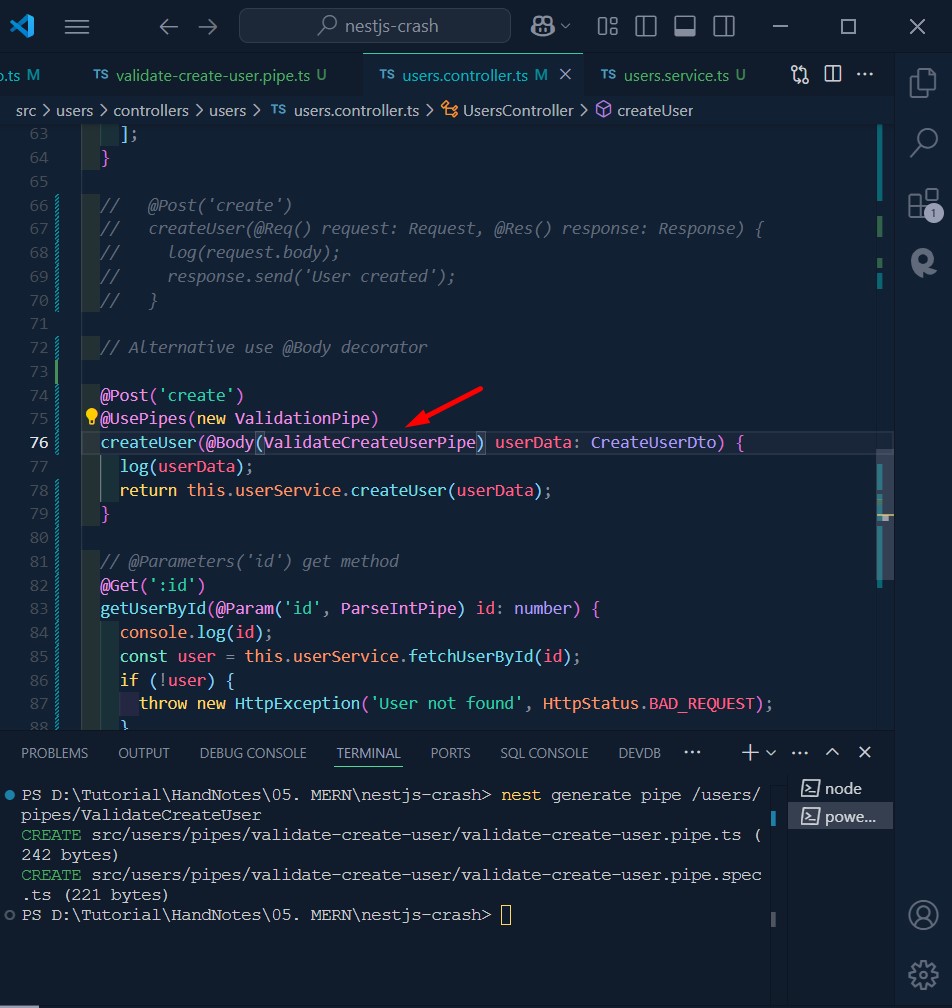 nestjs-crash
o.ts M
TS validate-create-user.pipe.ts U
TS users.controller.ts M
TS users.service.ts U
src > users > controllers > users > TS users.controller.ts > UsersController > createUser
63 ];
64 }
65
66 // @Post('create')
67 // createUser(@Req() request: Request, @Res() response: Response) {
68 // log(request.body);
69 // response.send('User created');
70 // }
71
72 // Alternative use @Body decorator
73
74 @Post('create')
75 @UsePipes(new ValidationPipe)
76 createUser(@Body(ValidateCreateUserPipe) userData: CreateUserDto) {
77 log(userData);
78 return this.userService.createUser(userData);
79 }
80
81 // @Parameters('id') get method
82 @Get(':id')
83 getUserById(@Param('id', ParseIntPipe) id: number) {
84 console.log(id);
85 const user = this.userService.fetchUserById(id);
86 if (!user) {
87 throw new HttpException('User not found', HttpStatus.BAD_REQUEST);
88 }
1
PROBLEMS OUTPUT DEBUG CONSOLE TERMINAL PORTS SQL CONSOLE DEVDB
PS D:\Tutorial\HandNotes\05. MERN\nestjs-crash> nest generate pipe /users/
pipes/ValidateCreateUser
CREATE src/users/pipes/validate-create-user/validate-create-user.pipe.ts (
242 bytes)
CREATE src/users/pipes/validate-create-user/validate-create-user.pipe.spec
.ts (221 bytes)
PS D:\Tutorial\HandNotes\05. MERN\nestjs-crash>
node
powe...